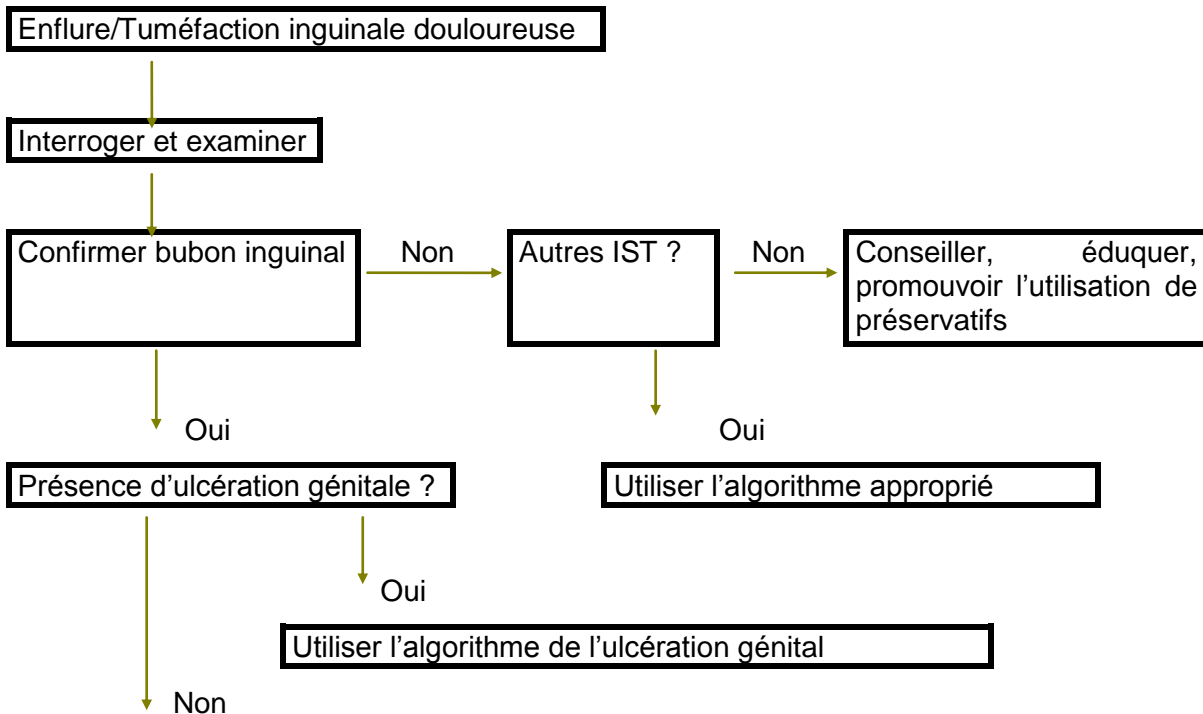 Enflure/Tuméfaction inguinale douloureuse
Interroger et examiner
Confirmer bubon inguinal
Non
Autres IST ?
Non
Conseiller, éduquer,
promouvoir l’utilisation de
préservatifs
Oui
Oui
Présence d’ulcération génitale ?
Utiliser l’algorithme approprié
Oui
Utiliser l’algorithme de l’ulcération génital
Non